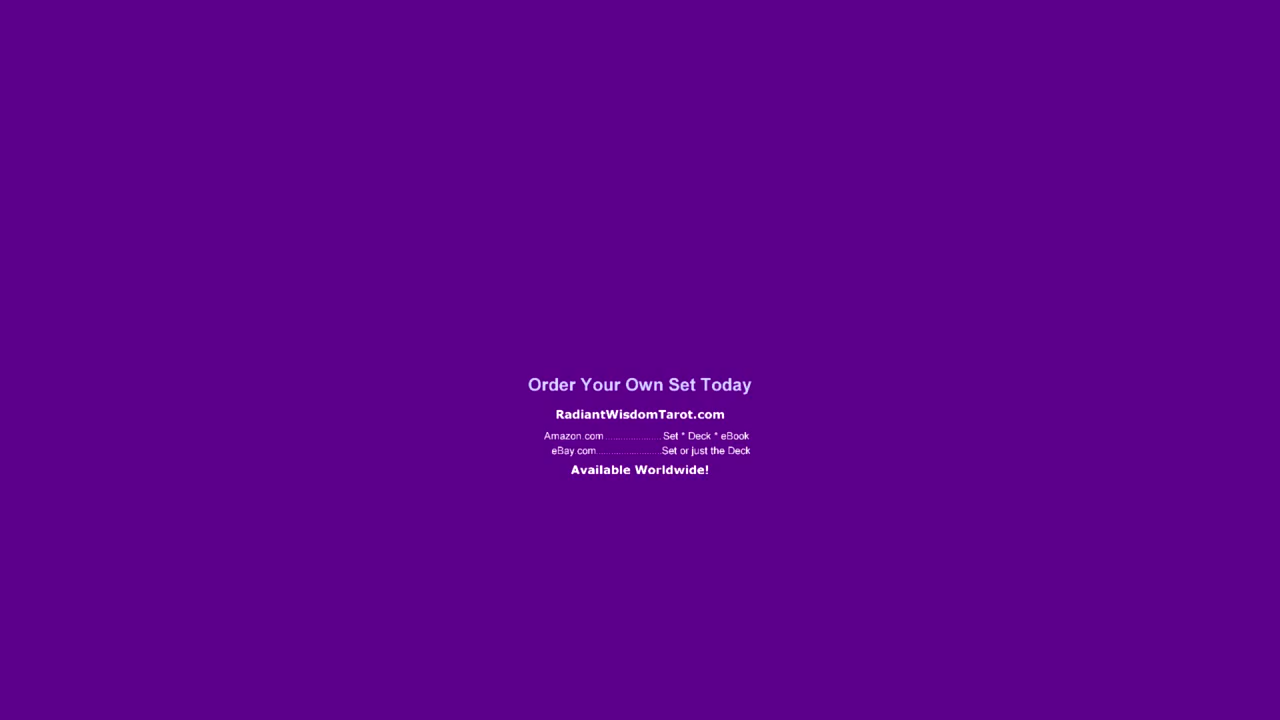 Order Your Own Set Today
RadiantWisdomTarot.com
Amazon.com.....................Set * Deck * eBook
eBay.com........................Set or just the Deck
Available Worldwide!